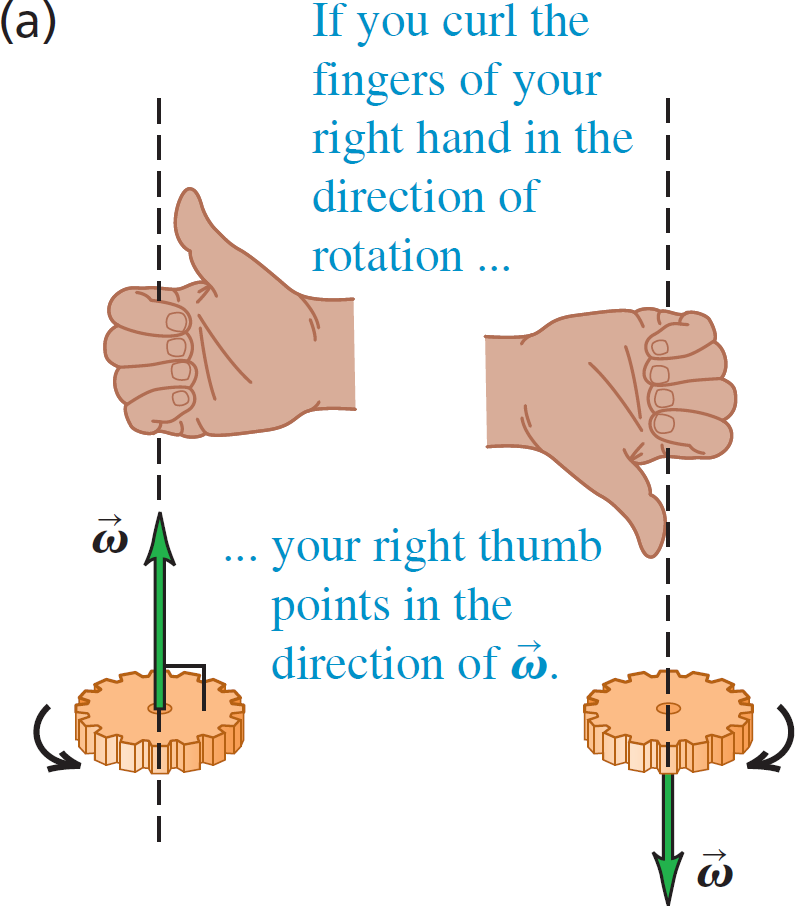 (a)
If you curl the
fingers of your
right hand in the
direction of
rotation ...
ω⃗
... your right thumb
points in the
direction of ω⃗.
ω⃗